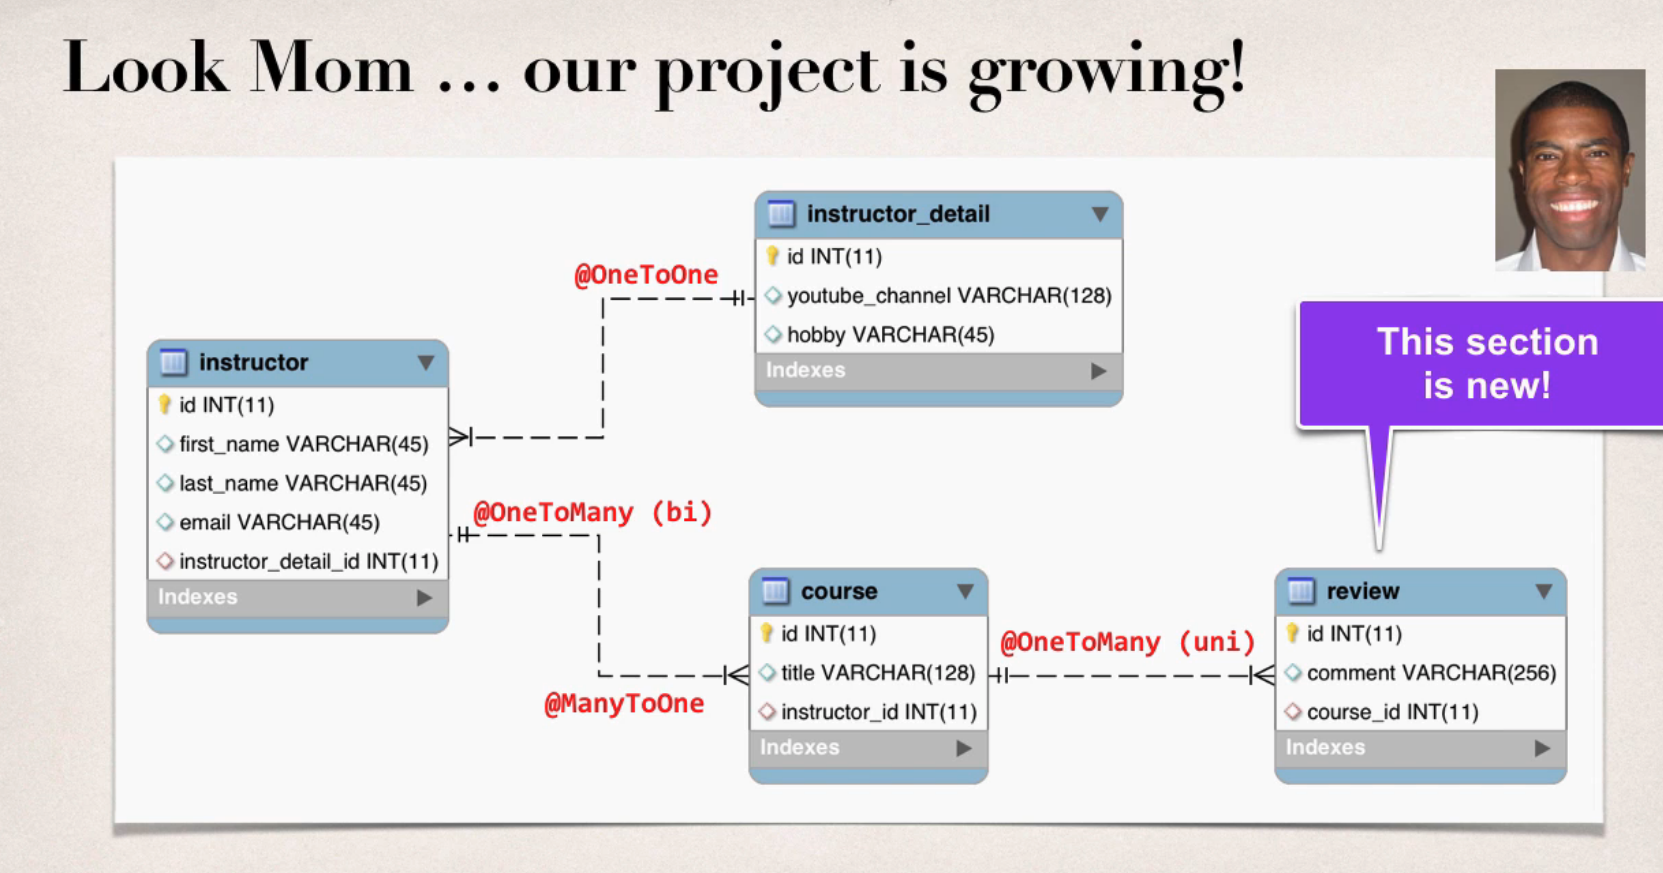 Look Mom … our project is growing!
instructor_detail
id INT(11)
youtube_channel VARCHAR(128)
hobby VARCHAR(45)
Indexes
@OneToOne
This section
is new!
instructor
id INT(11)
first_name VARCHAR(45)
last_name VARCHAR(45)
email VARCHAR(45)
instructor_detail_id INT(11)
Indexes
@OneToMany (bi)
@ManyToOne
course
id INT(11)
title VARCHAR(128)
instructor_id INT(11)
Indexes
@OneToMany (uni)
review
id INT(11)
comment VARCHAR(256)
course_id INT(11)
Indexes